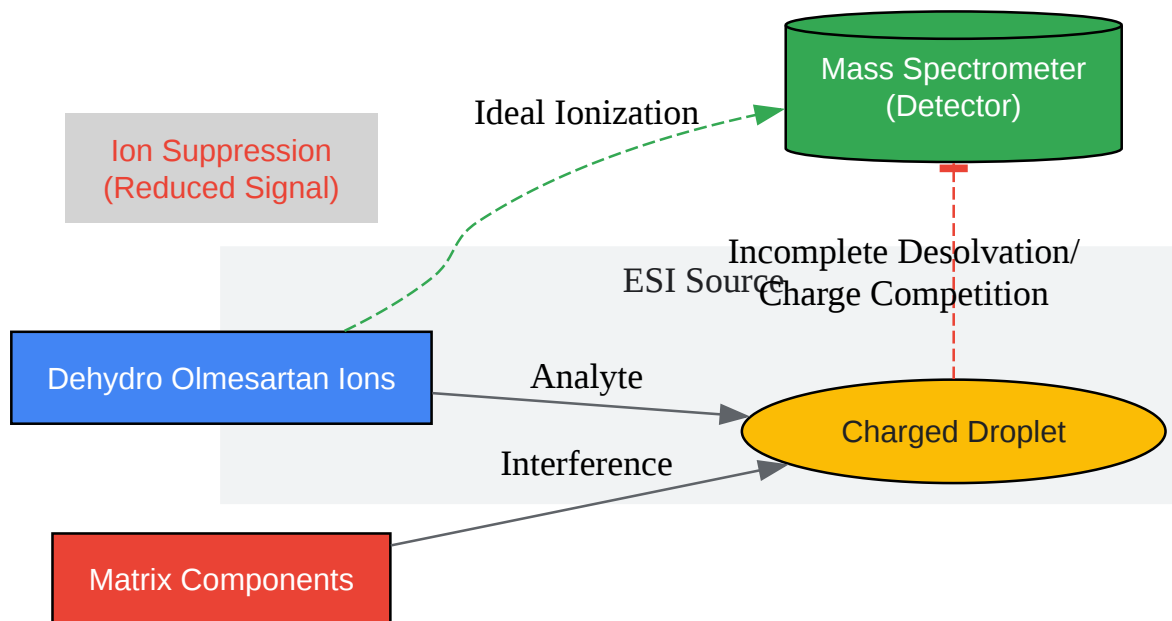 Mass Spectrometer
(Detector)
Ideal Ionization
Ion Suppression
(Reduced Signal)
Incomplete Desolvation/
Charge Competition
ESI Source
Dehydro Olmesartan Ions
Analyte
Charged Droplet
Interference
Matrix Components